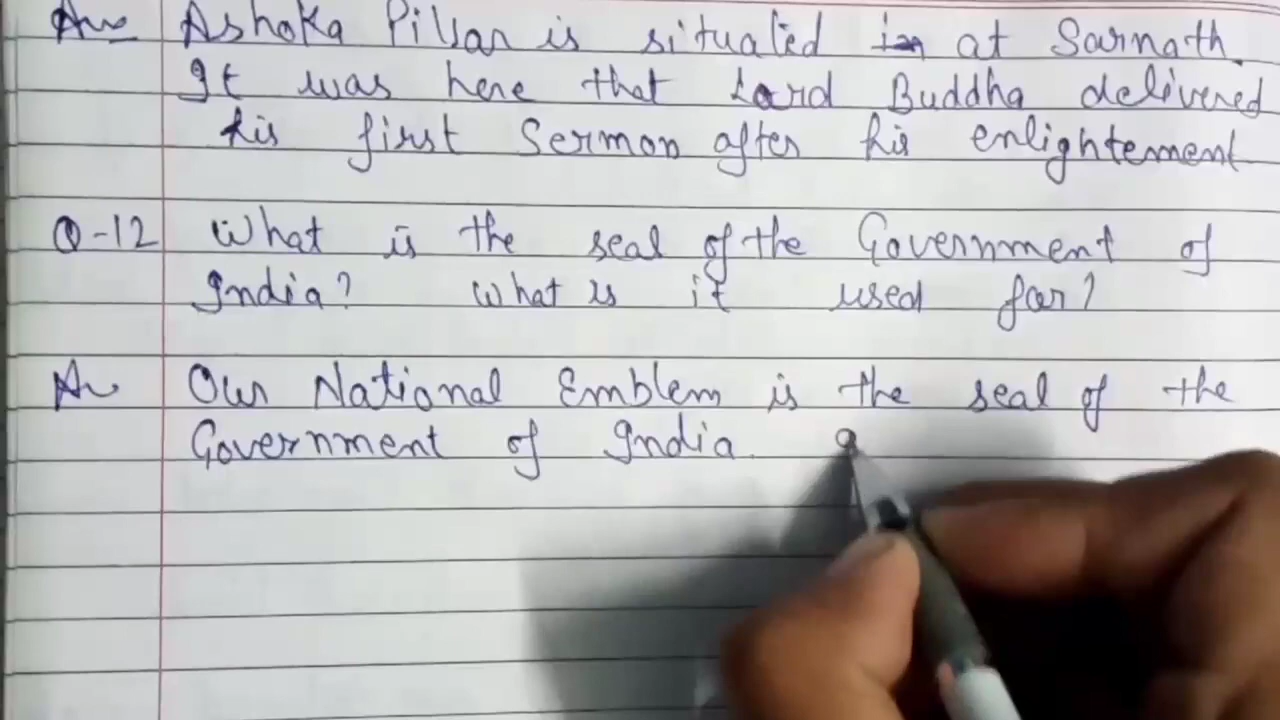 Ans Ashoka Pillar is situated in at Sarnath.
It was here that Lord Buddha delivered
his first Sermon after his enlightement
Q-12 What is the seal of the Government of
India? What is it used for?
An Our National Emblem is the seal of the
Government of India.